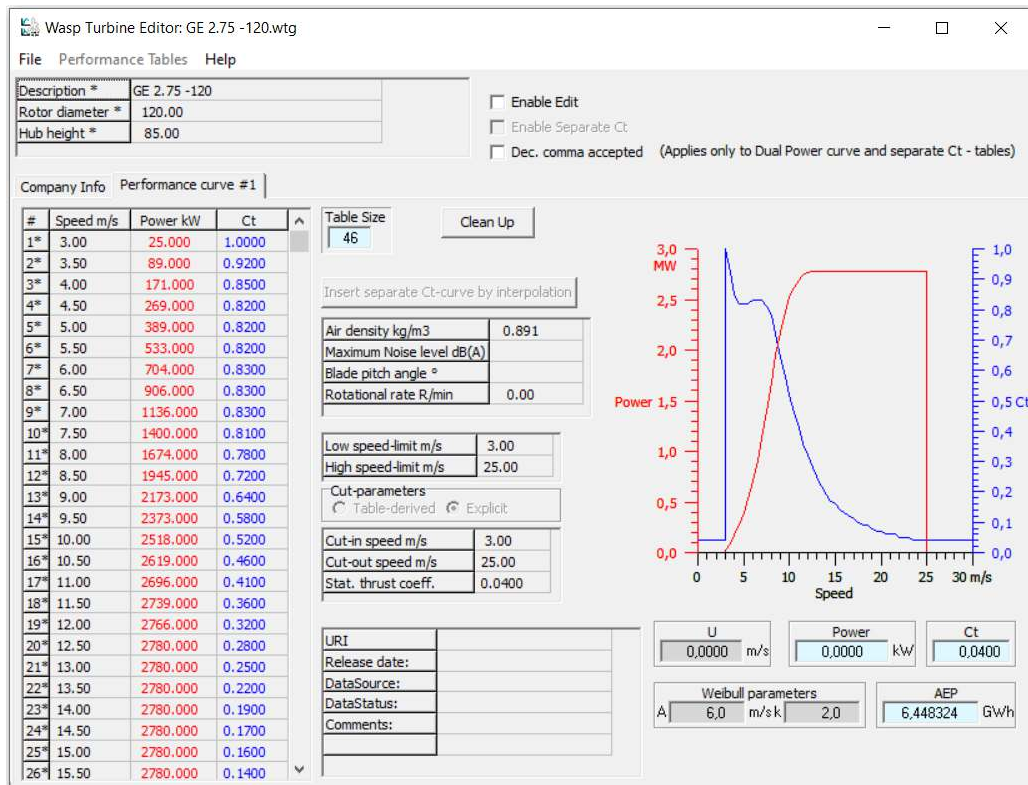 Wasp Turbine Editor: GE 2.75 -120.wtg
File Performance Tables Help
Description * GE 2.75 -120
Rotor diameter * 120.00
Hub height * 85.00
Enable Edit
Enable Separate Ct
Dec. comma accepted (Applies only to Dual Power curve and separate Ct - tables)
Company Info Performance curve #1
# Speed m/s Power kW Ct
1* 3.00 25.000 1.0000
2* 3.50 89.000 0.9200
3* 4.00 171.000 0.8500
4* 4.50 269.000 0.8200
5* 5.00 389.000 0.8200
6* 5.50 533.000 0.8200
7* 6.00 704.000 0.8300
8* 6.50 906.000 0.8300
9* 7.00 1136.000 0.8300
10* 7.50 1400.000 0.8100
11* 8.00 1674.000 0.7800
12* 8.50 1945.000 0.7200
13* 9.00 2173.000 0.6400
14* 9.50 2373.000 0.5800
15* 10.00 2518.000 0.5200
16* 10.50 2619.000 0.4600
17* 11.00 2696.000 0.4100
18* 11.50 2739.000 0.3600
19* 12.00 2766.000 0.3200
20* 12.50 2780.000 0.2800
21* 13.00 2780.000 0.2500
22* 13.50 2780.000 0.2200
23* 14.00 2780.000 0.1900
24* 14.50 2780.000 0.1700
25* 15.00 2780.000 0.1600
26* 15.50 2780.000 0.1400
Table Size
46
Clean Up
Insert separate Ct-curve by interpolation
Air density kg/m3 0.891
Maximum Noise level dB(A)
Blade pitch angle °
Rotational rate R/min 0.00
Low speed-limit m/s 3.00
High speed-limit m/s 25.00
Cut-parameters
Table-derived Explicit
Cut-in speed m/s 3.00
Cut-out speed m/s 25.00
Stat. thrust coeff. 0.0400
URI
Release date:
DataSource:
DataStatus:
Comments:
3,0
MW
2,5
2,0
Power 1,5
1,0
0,5
0,0
1,0
0,9
0,8
0,7
0,6
0,5 Ct
0,4
0,3
0,2
0,1
0,0
0 5 10 15 20 25 30 m/s
Speed
U
0,0000 m/s
Power
0,0000 kW
Ct
0,0400
Weibull parameters
A 6,0 m/s k 2,0
AEP
6,448324 GWh